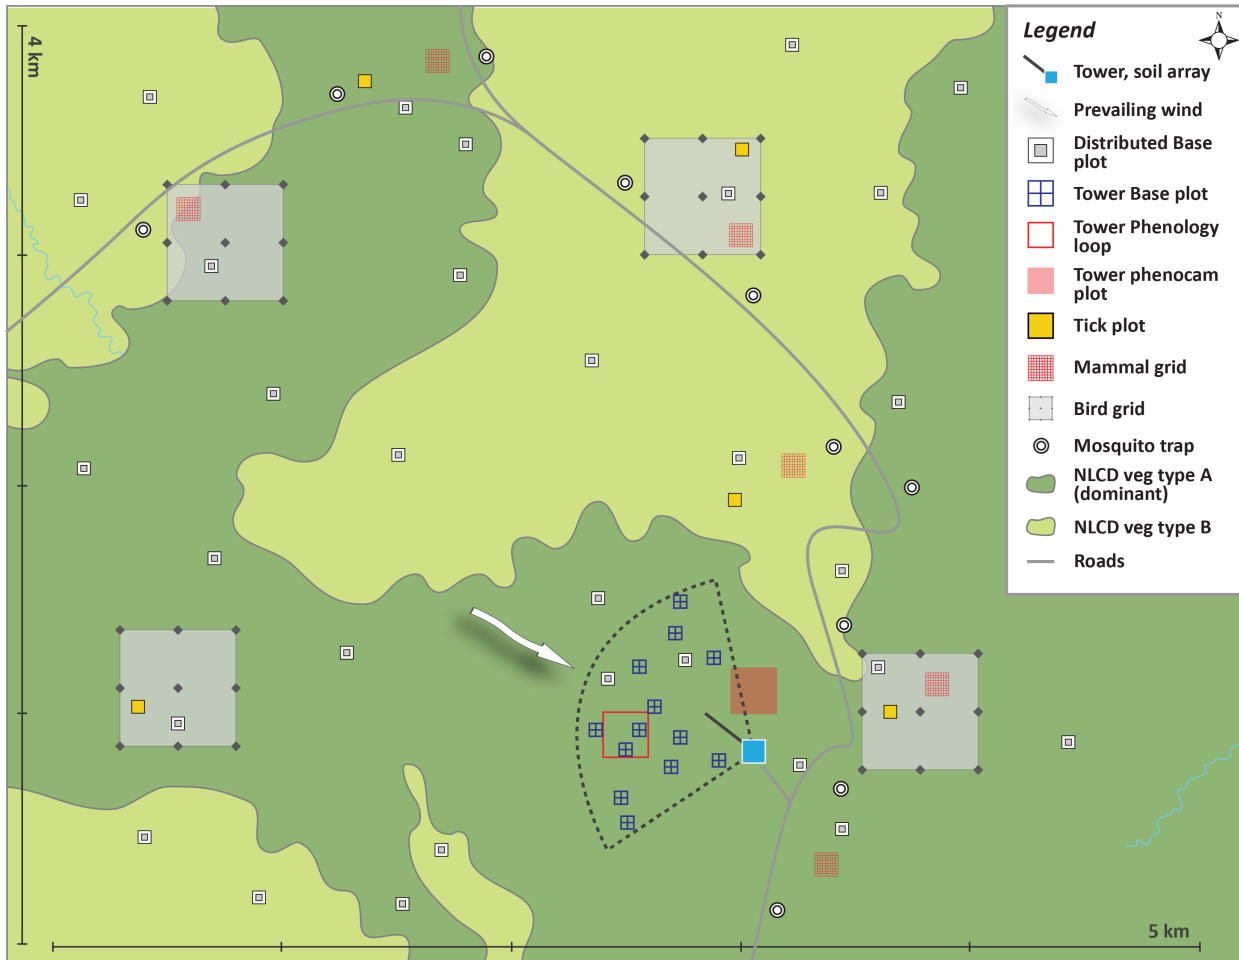 4 km
Legend
N
Tower, soil array
Prevailing wind
Distributed Base
plot
Tower Base plot
Tower Phenology
loop
Tower phenocam
plot
Tick plot
Mammal grid
Bird grid
Mosquito trap
NLCD veg type A
(dominant)
NLCD veg type B
Roads
5 km